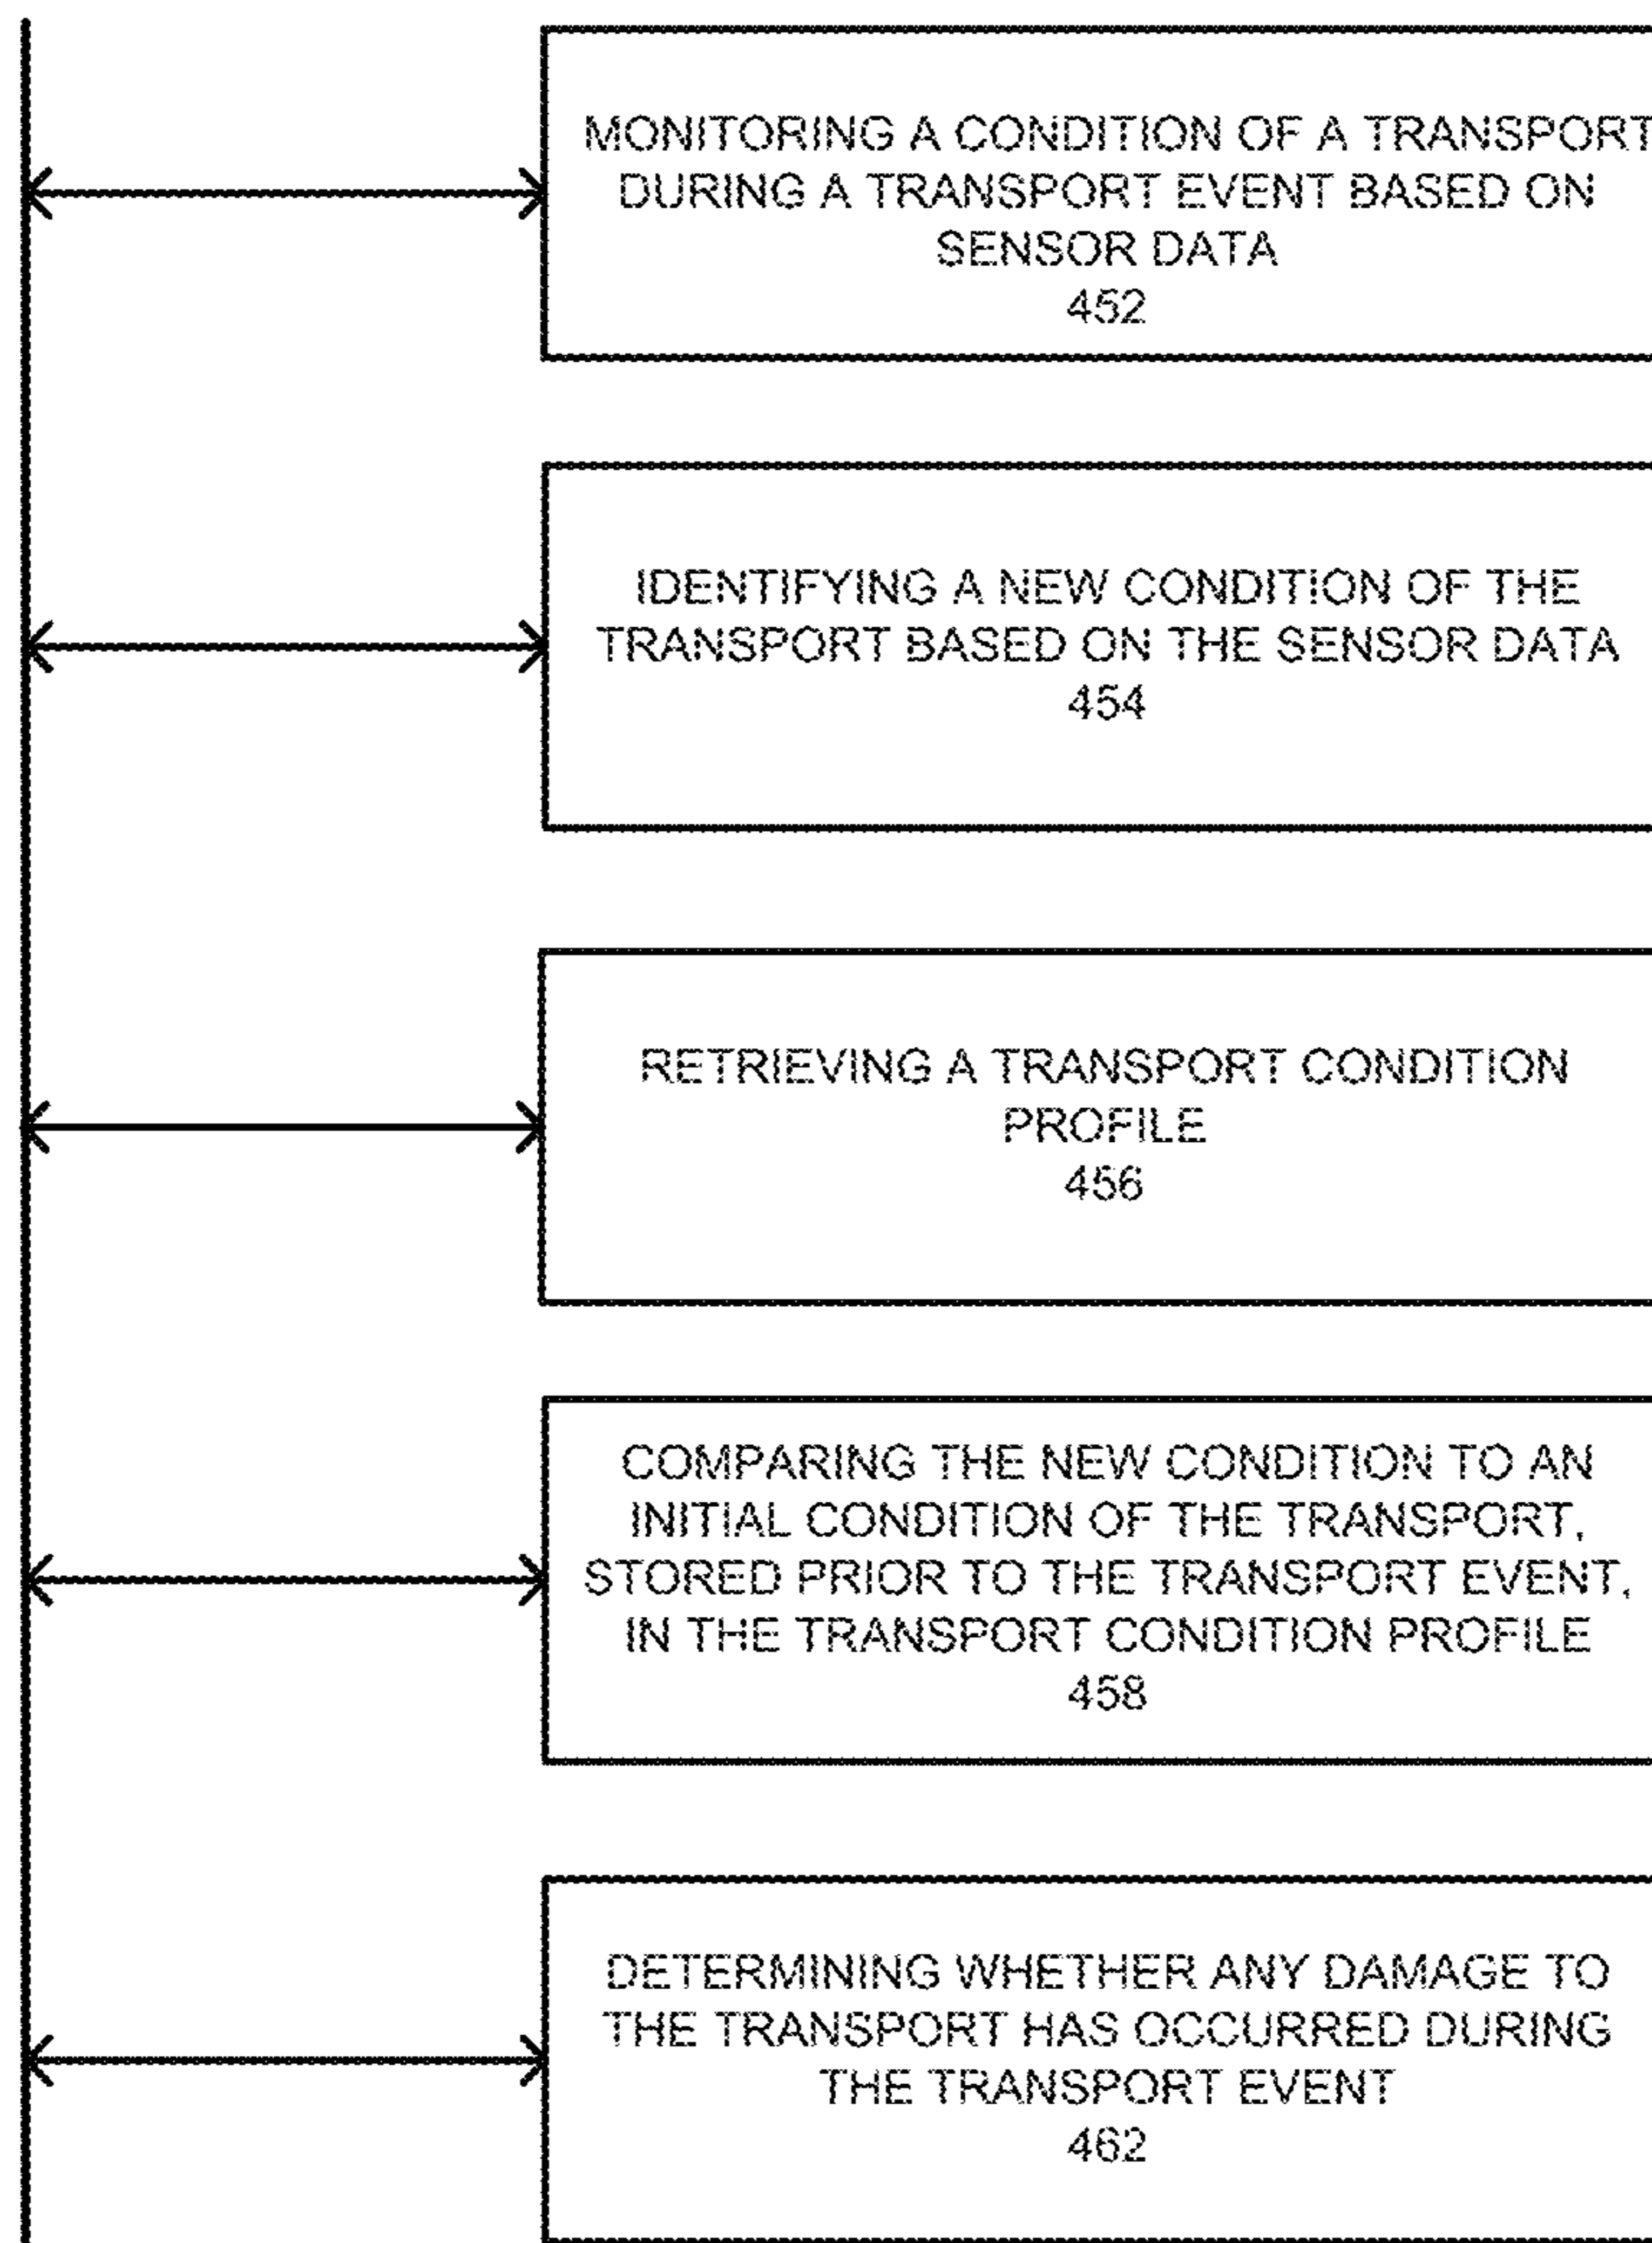 MONITORING A CONDITION OF A TRANSPORT
DURING A TRANSPORT EVENT BASED ON
SENSOR DATA
452
IDENTIFYING A NEW CONDITION OF THE
TRANSPORT BASED ON THE SENSOR DATA
454
RETRIEVING A TRANSPORT CONDITION
PROFILE
456
COMPARING THE NEW CONDITION TO AN
INITIAL CONDITION OF THE TRANSPORT,
STORED PRIOR TO THE TRANSPORT EVENT,
IN THE TRANSPORT CONDITION PROFILE
458
DETERMINING WHETHER ANY DAMAGE TO
THE TRANSPORT HAS OCCURRED DURING
THE TRANSPORT EVENT
462